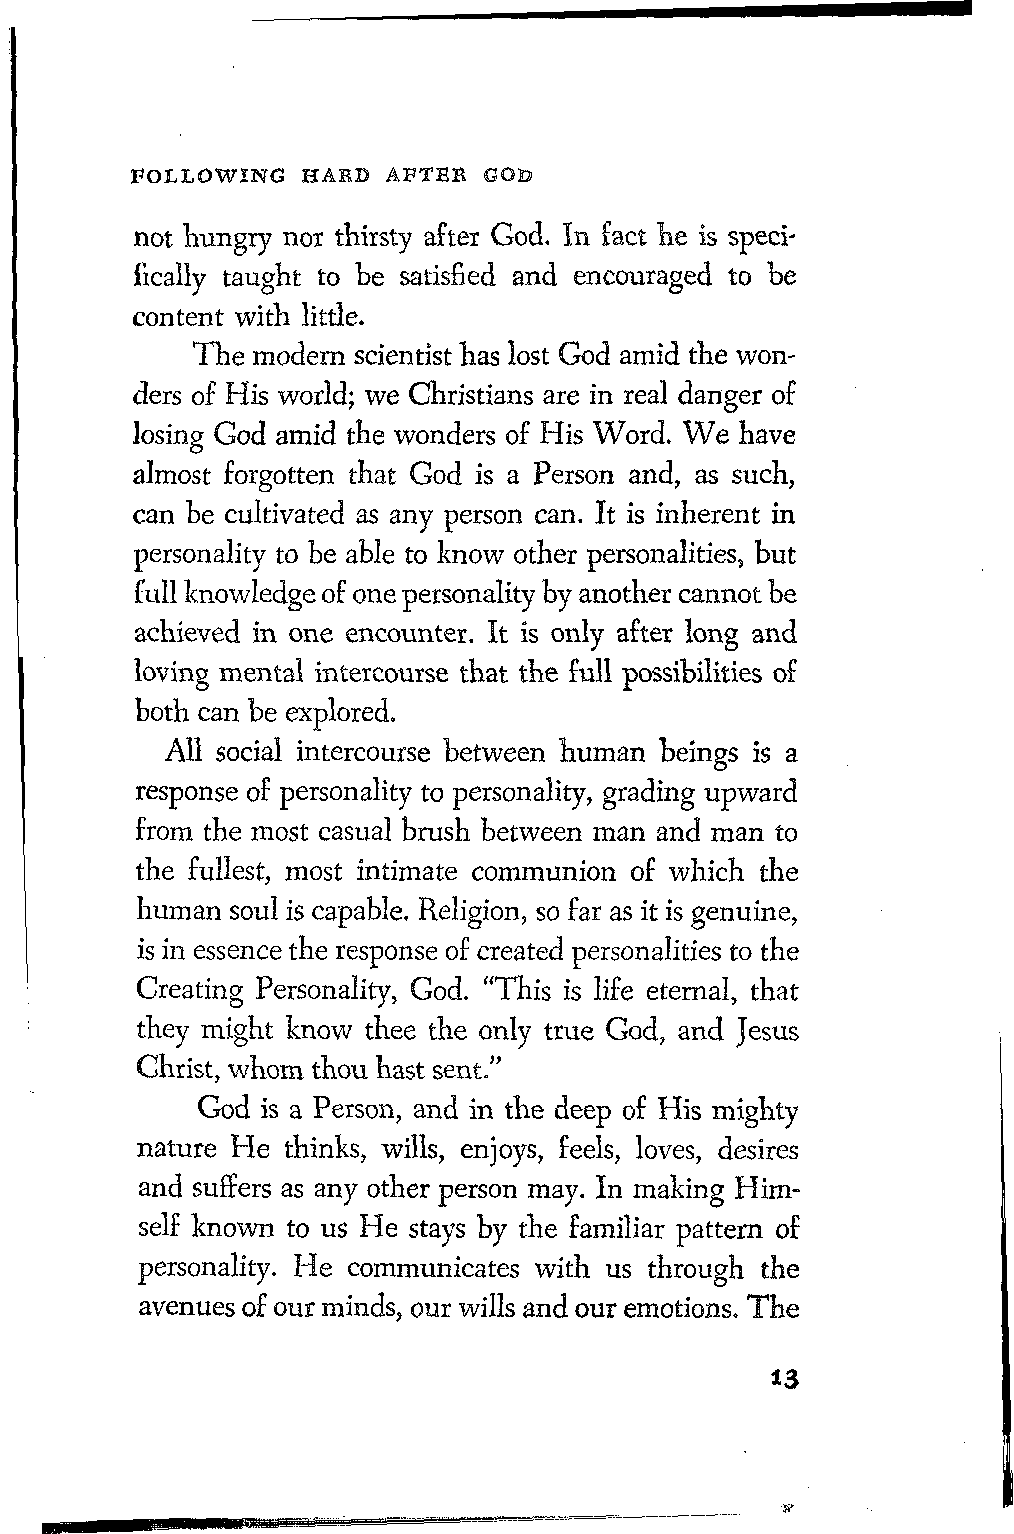 FOLLOWING HARD AFTER GOD
not hungry nor thirsty after God. In fact he is speci-
fically taught to be satisfied and encouraged to be
content with little.
The modern scientist has lost God amid the won-
ders of His world; we Christians are in real danger of
losing God amid the wonders of His Word. We have
almost forgotten that God is a Person and, as such,
can be cultivated as any person can. It is inherent in
personality to be able to know other personalities, but
full knowledge of one personality by another cannot be
achieved in one encounter. It is only after long and
loving mental intercourse that the full possibilities of
both can be explored.
All social intercourse between human beings is a
response of personality to personality, grading upward
from the most casual brush between man and man to
the fullest, most intimate communion of which the
human soul is capable. Religion, so far as it is genuine,
is in essence the response of created personalities to the
Creating Personality, God. “This is life eternal, that
they might know thee the only true God, and Jesus
Christ, whom thou hast sent.”
God is a Person, and in the deep of His mighty
nature He thinks, wills, enjoys, feels, loves, desires
and suffers as any other person may. In making Him-
self known to us He stays by the familiar pattern of
personality. He communicates with us through the
avenues of our minds, our wills and our emotions. The
13